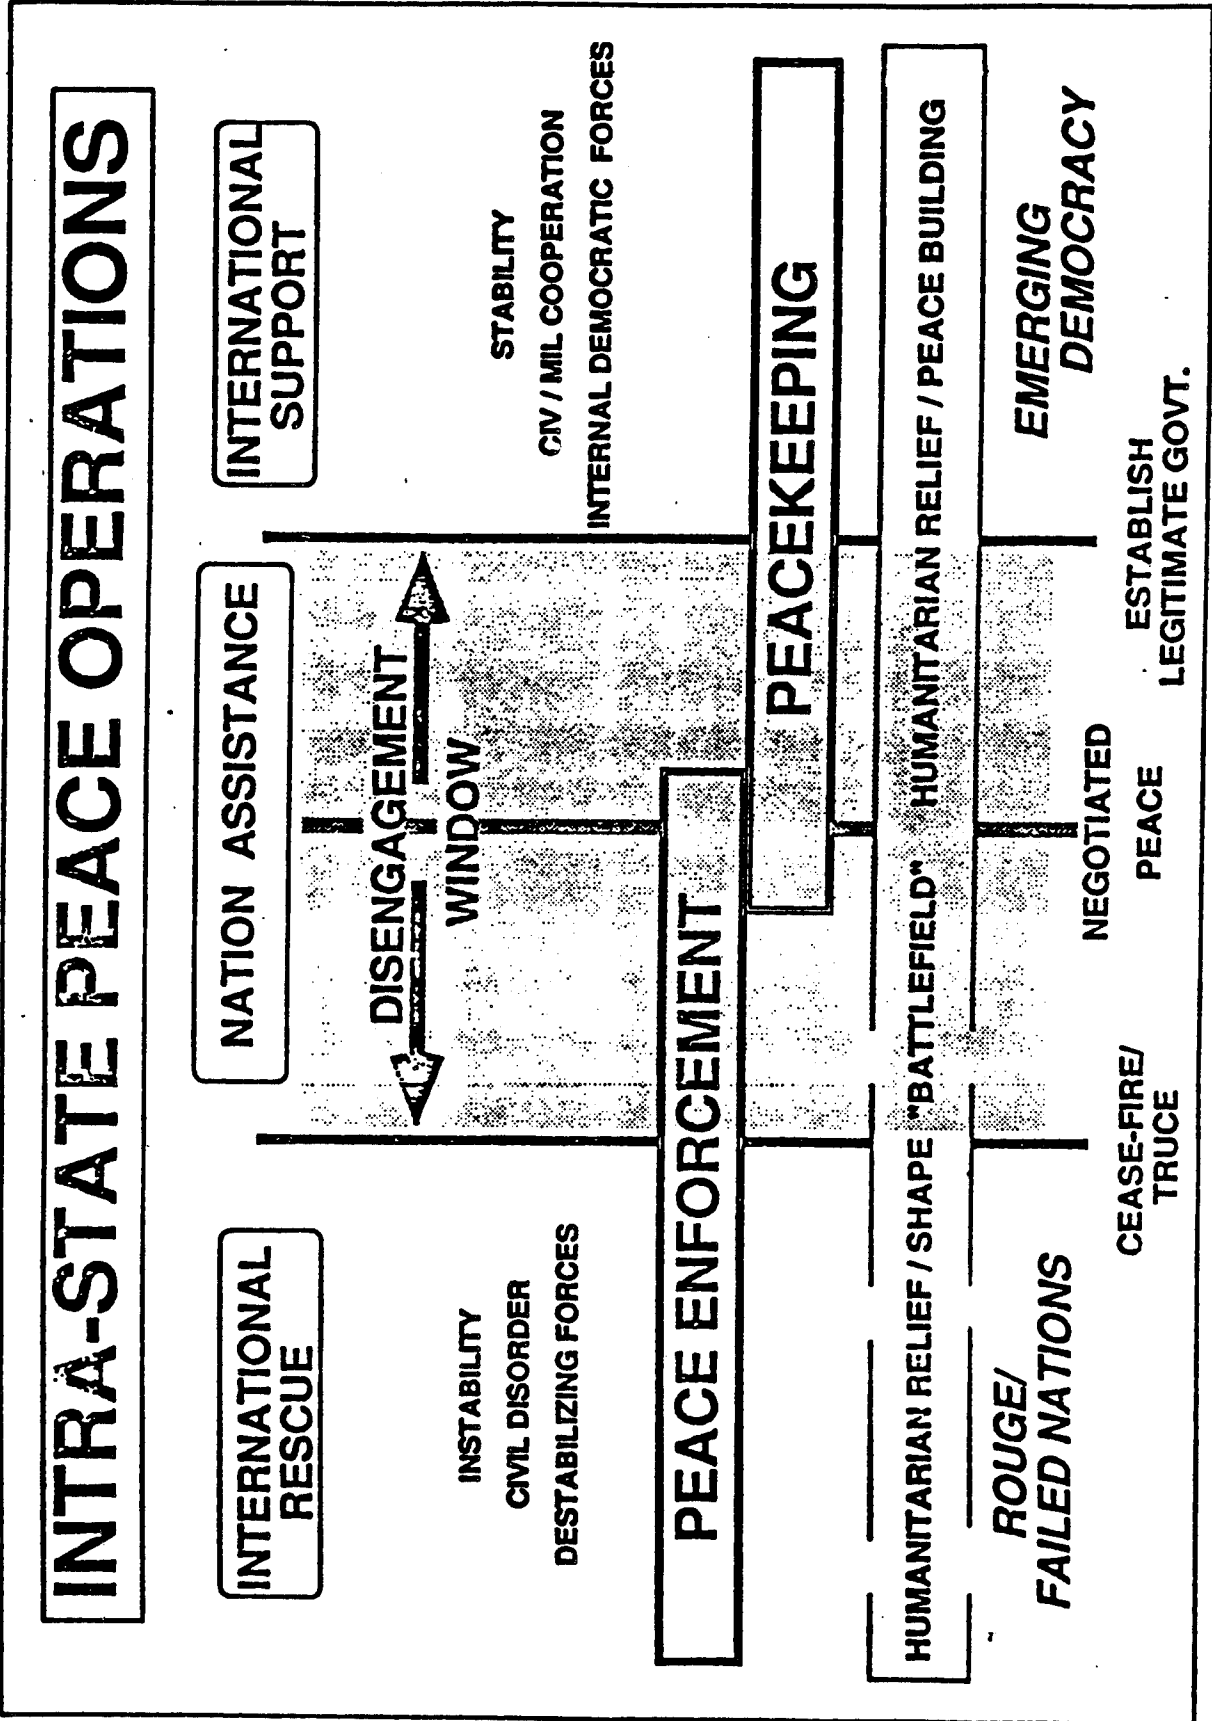 INTRA-STATE PEACE OPERATIONS
INTERNATIONAL
RESCUE
NATION ASSISTANCE
INTERNATIONAL
SUPPORT
DISENGAGEMENT
WINDOW
INSTABILITY
CIVIL DISORDER
DESTABILIZING FORCES
STABILITY
CIV / MIL COOPERATION
INTERNAL DEMOCRATIC FORCES
PEACE ENFORCEMENT
PEACEKEEPING
HUMANITARIAN RELIEF / SHAPE "BATTLEFIELD" HUMANITARIAN RELIEF / PEACE BUILDING
ROUGE/
FAILED NATIONS
EMERGING
DEMOCRACY
CEASE-FIRE/
TRUCE
NEGOTIATED
PEACE
ESTABLISH
LEGITIMATE GOVT.